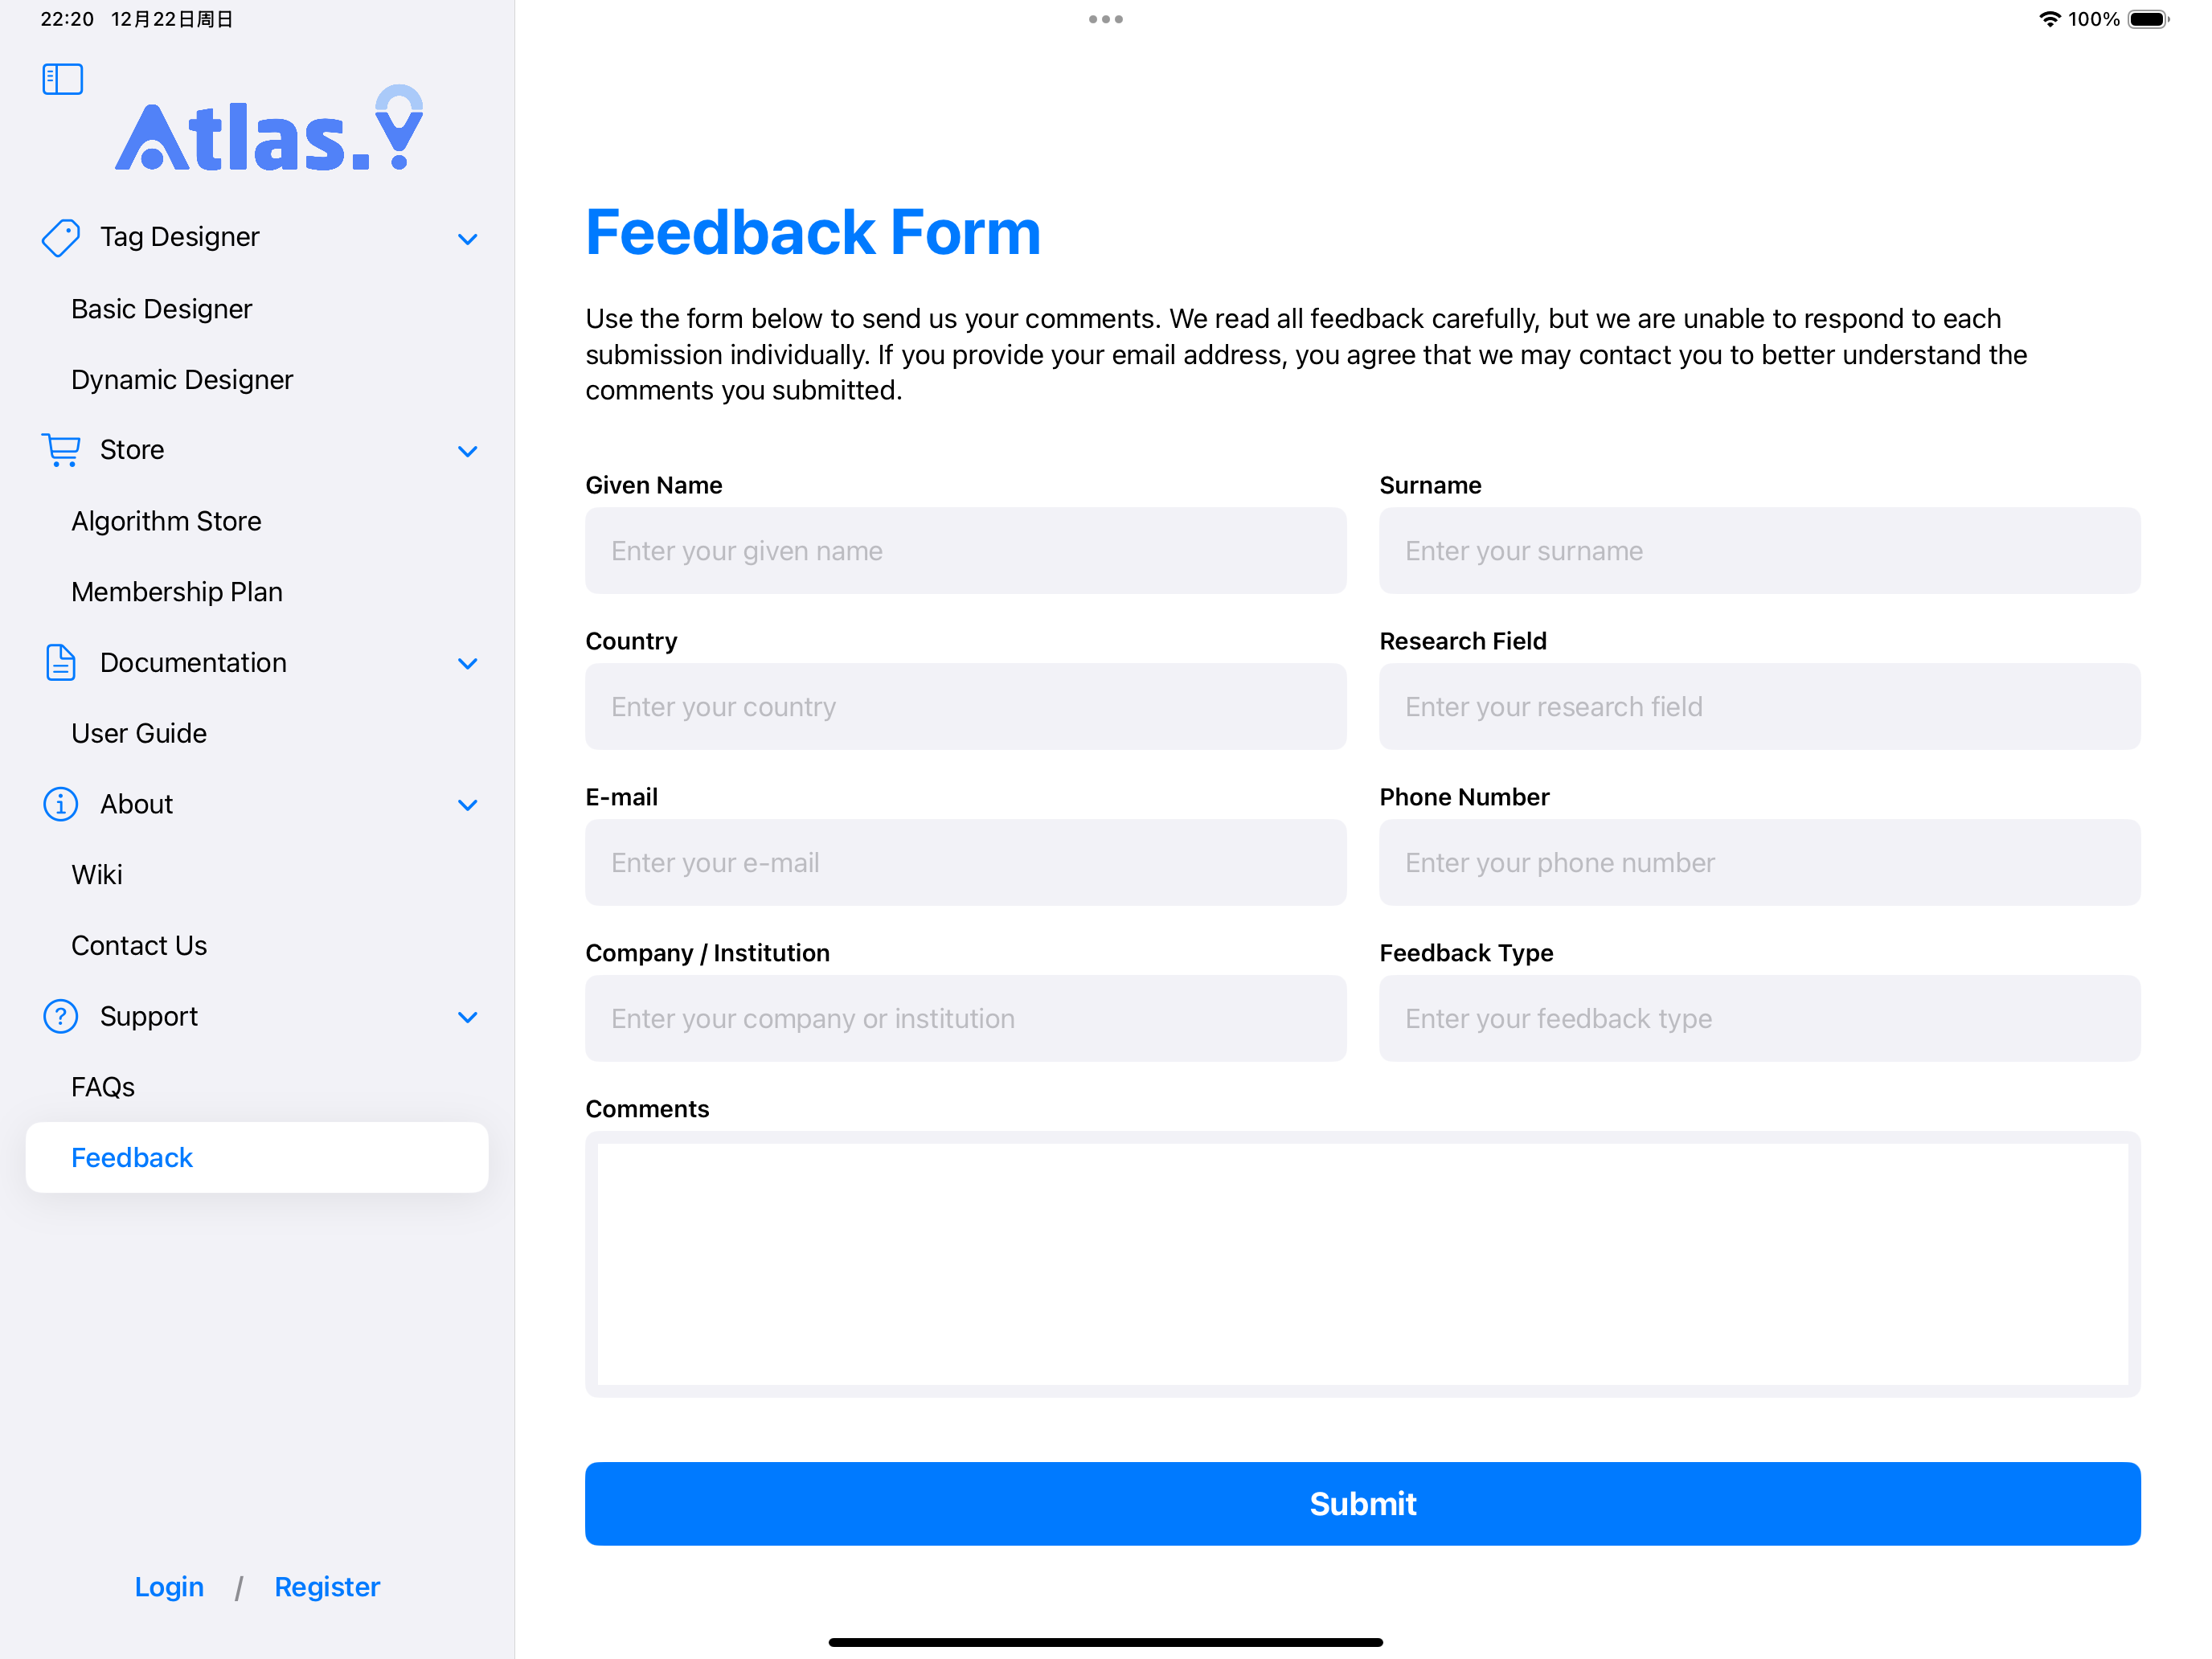 22:20 12月22日周日
100%
Atlas.
Tag Designer
Basic Designer
Dynamic Designer
Store
Algorithm Store
Membership Plan
Documentation
User Guide
About
Wiki
Contact Us
Support
FAQs
Feedback
Login / Register
Feedback Form
Use the form below to send us your comments. We read all feedback carefully, but we are unable to respond to each
submission individually. If you provide your email address, you agree that we may contact you to better understand the
comments you submitted.
Given Name
Enter your given name
Surname
Enter your surname
Country
Enter your country
Research Field
Enter your research field
E-mail
Enter your e-mail
Phone Number
Enter your phone number
Company / Institution
Enter your company or institution
Feedback Type
Enter your feedback type
Comments
Submit